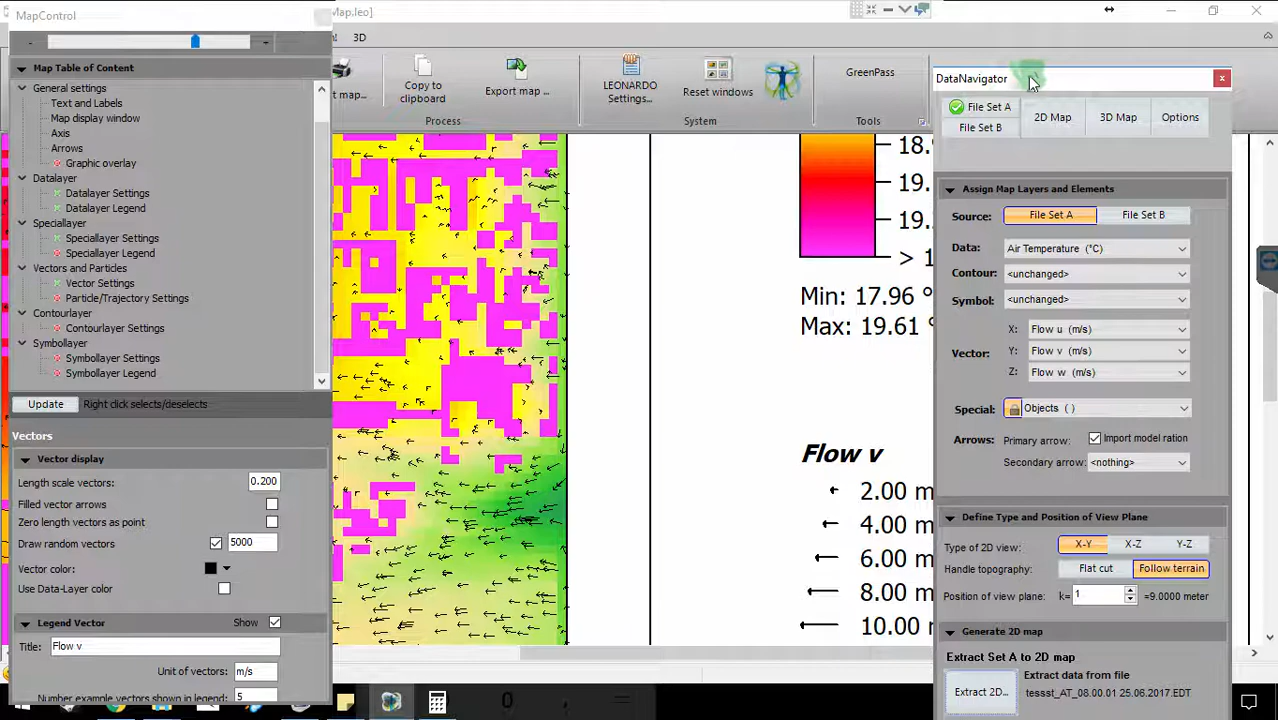 MapControl
Map.leo]
3D
-
Map Table of Content
General settings
Text and Labels
Map display window
Axis
Arrows
Graphic overlay
Datalayer
Datalayer Settings
Datalayer Legend
Speciallayer
Speciallayer Settings
Speciallayer Legend
Vectors and Particles
Vector Settings
Particle/Trajectory Settings
Contourlayer
Contourlayer Settings
Symbollayer
Symbollayer Settings
Symbollayer Legend
Update
Right click selects/deselects
Vectors
Vector display
Length scale vectors: 0.200
Filled vector arrows
Zero length vectors as point
Draw random vectors 5000
Vector color:
Use Data-Layer color
Legend Vector Show
Title: Flow v
Unit of vectors: m/s
Number example vectors shown in legend: 5
t map...
Copy to
clipboard
Export map ...
Process
LEONARDO
Settings...
Reset windows
System
GreenPass
Tools
18.9
19.
19.
> 1
Min: 17.96 °
Max: 19.61 °
Flow v
2.00 m
4.00 m
6.00 m
8.00 m
10.00 m
DataNavigator
x
File Set A
File Set B
2D Map
3D Map
Options
Assign Map Layers and Elements
Source: File Set A File Set B
Data: Air Temperature (°C)
Contour: <unchanged>
Symbol: <unchanged>
X: Flow u (m/s)
Vector: Y: Flow v (m/s)
Z: Flow w (m/s)
Special: Objects ( )
Arrows: Primary arrow: Import model ration
Secondary arrow: <nothing>
Define Type and Position of View Plane
Type of 2D view: X-Y X-Z Y-Z
Handle topography: Flat cut Follow terrain
Position of view plane: k= 1 =9.0000 meter
Generate 2D map
Extract Set A to 2D map
Extract 2D...
Extract data from file
tessst_AT_08.00.01 25.06.2017.EDT
0
,